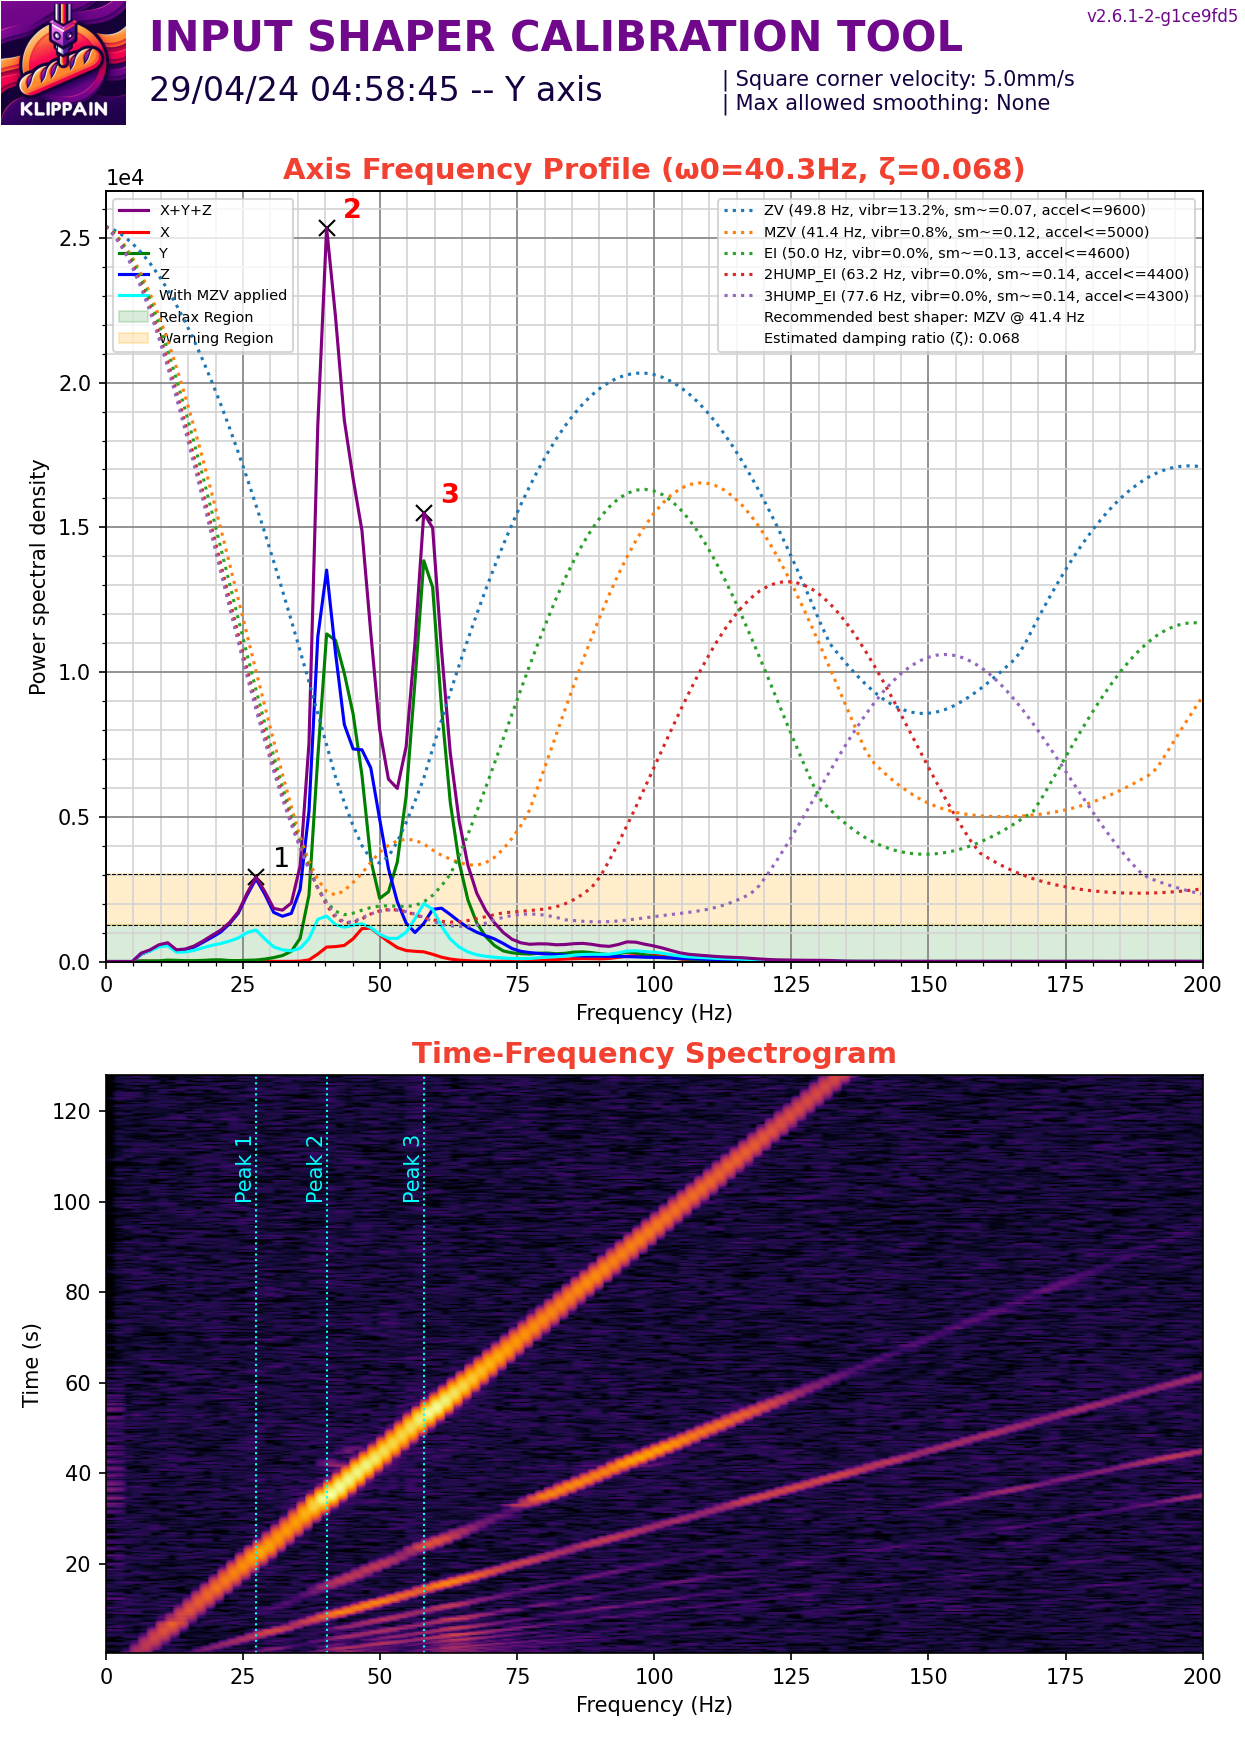 v2.6.1-2-g1ce9fd5
INPUT SHAPER CALIBRATION TOOL
29/04/24 04:58:45 -- Y axis
| Square corner velocity: 5.0mm/s
| Max allowed smoothing: None
KLIPPAIN
Axis Frequency Profile (ω0=40.3Hz, ζ=0.068)
1e4
X+Y+Z
X
Y
Z
With MZV applied
Relax Region
Warning Region
ZV (49.8 Hz, vibr=13.2%, sm~=0.07, accel<=9600)
MZV (41.4 Hz, vibr=0.8%, sm~=0.12, accel<=5000)
EI (50.0 Hz, vibr=0.0%, sm~=0.13, accel<=4600)
2HUMP_EI (63.2 Hz, vibr=0.0%, sm~=0.14, accel<=4400)
3HUMP_EI (77.6 Hz, vibr=0.0%, sm~=0.14, accel<=4300)
Recommended best shaper: MZV @ 41.4 Hz
Estimated damping ratio (ζ): 0.068
2
3
1
Power spectral density
2.5
2.0
1.5
1.0
0.5
0.0
0 25 50 75 100 125 150 175 200
Frequency (Hz)
Time-Frequency Spectrogram
Time (s)
120
100
80
60
40
20
Peak 1
Peak 2
Peak 3
0 25 50 75 100 125 150 175 200
Frequency (Hz)